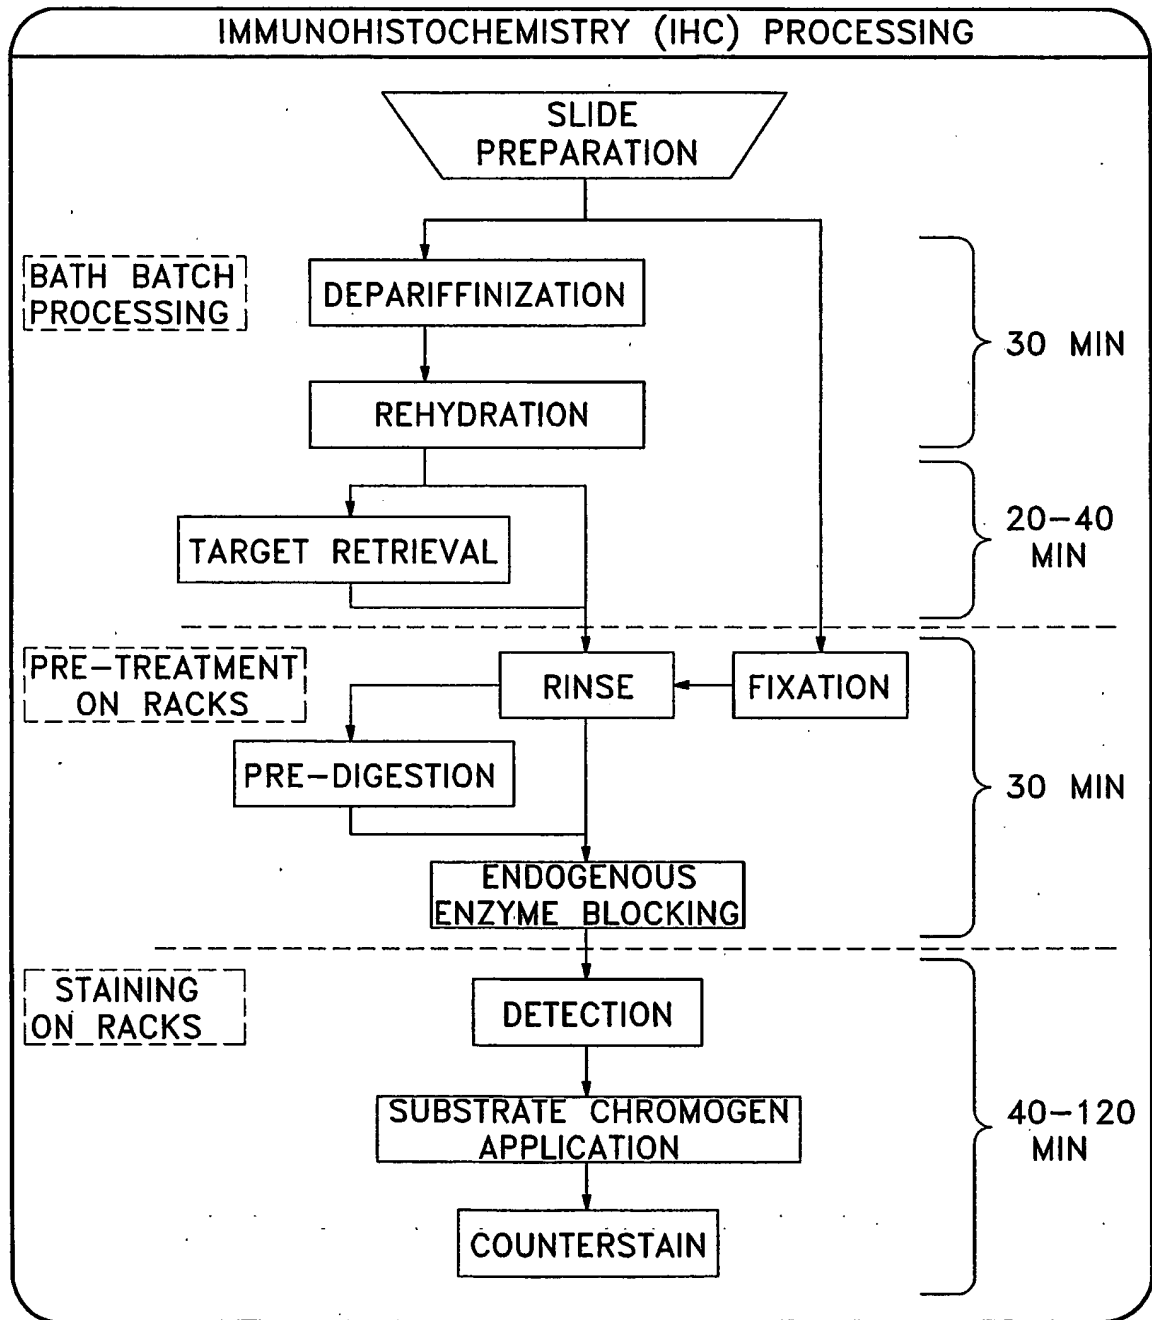 IMMUNOHISTOCHEMISTRY (IHC) PROCESSING
SLIDE
PREPARATION
BATH BATCH
PROCESSING
DEPARIFFINIZATION
30 MIN
REHYDRATION
TARGET RETRIEVAL
20-40
MIN
PRE-TREATMENT
ON RACKS
RINSE
FIXATION
PRE-DIGESTION
30 MIN
ENDOGENOUS
ENZYME BLOCKING
STAINING
ON RACKS
DETECTION
SUBSTRATE CHROMOGEN
APPLICATION
40-120
MIN
COUNTERSTAIN